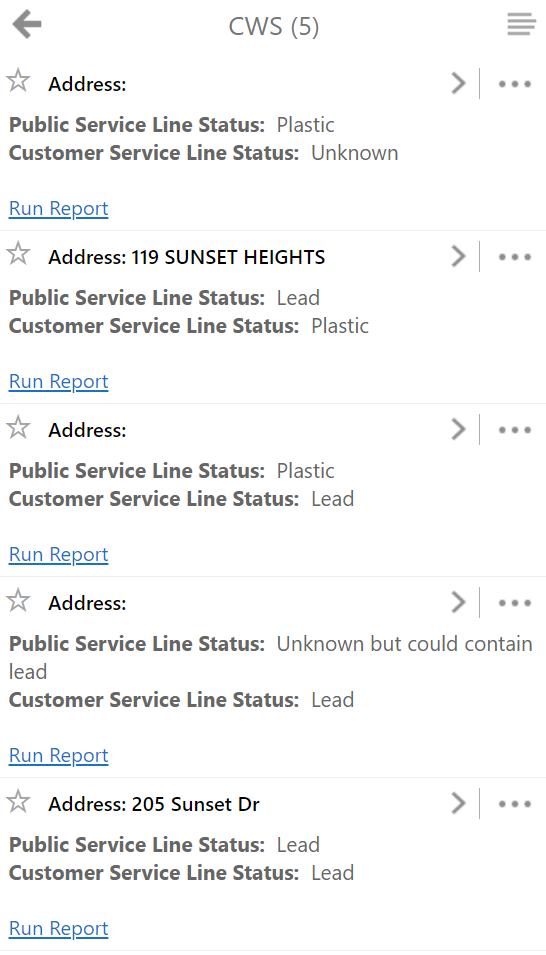 CWS (5)
Address:
Public Service Line Status: Plastic
Customer Service Line Status: Unknown
Run Report
Address: 119 SUNSET HEIGHTS
Public Service Line Status: Lead
Customer Service Line Status: Plastic
Run Report
Address:
Public Service Line Status: Plastic
Customer Service Line Status: Lead
Run Report
Address:
Public Service Line Status: Unknown but could contain
lead
Customer Service Line Status: Lead
Run Report
Address: 205 Sunset Dr
Public Service Line Status: Lead
Customer Service Line Status: Lead
Run Report